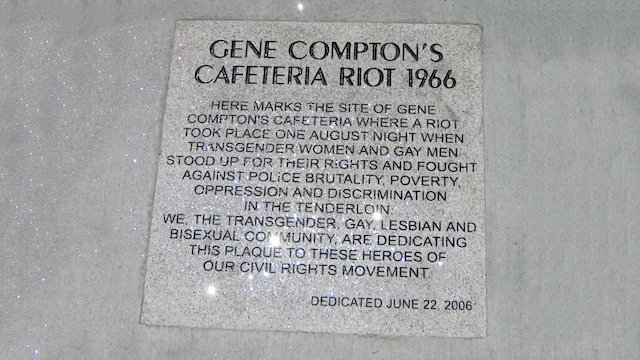 GENE COMPTON'S
CAFETERIA RIOT 1966
HERE MARKS THE SITE OF GENE
COMPTON'S CAFETERIA WHERE A RIOT
TOOK PLACE ONE AUGUST NIGHT WHEN
TRANSGENDER WOMEN AND GAY MEN
STOOD UP FOR THEIR RIGHTS AND FOUGHT
AGAINST POLICE BRUTALITY, POVERTY,
OPPRESSION AND DISCRIMINATION
IN THE TENDERLOIN.
WE, THE TRANSGENDER, GAY, LESBIAN AND
BISEXUAL COMMUNITY, ARE DEDICATING
THIS PLAQUE TO THESE HEROES OF
OUR CIVIL RIGHTS MOVEMENT.
DEDICATED JUNE 22, 2006